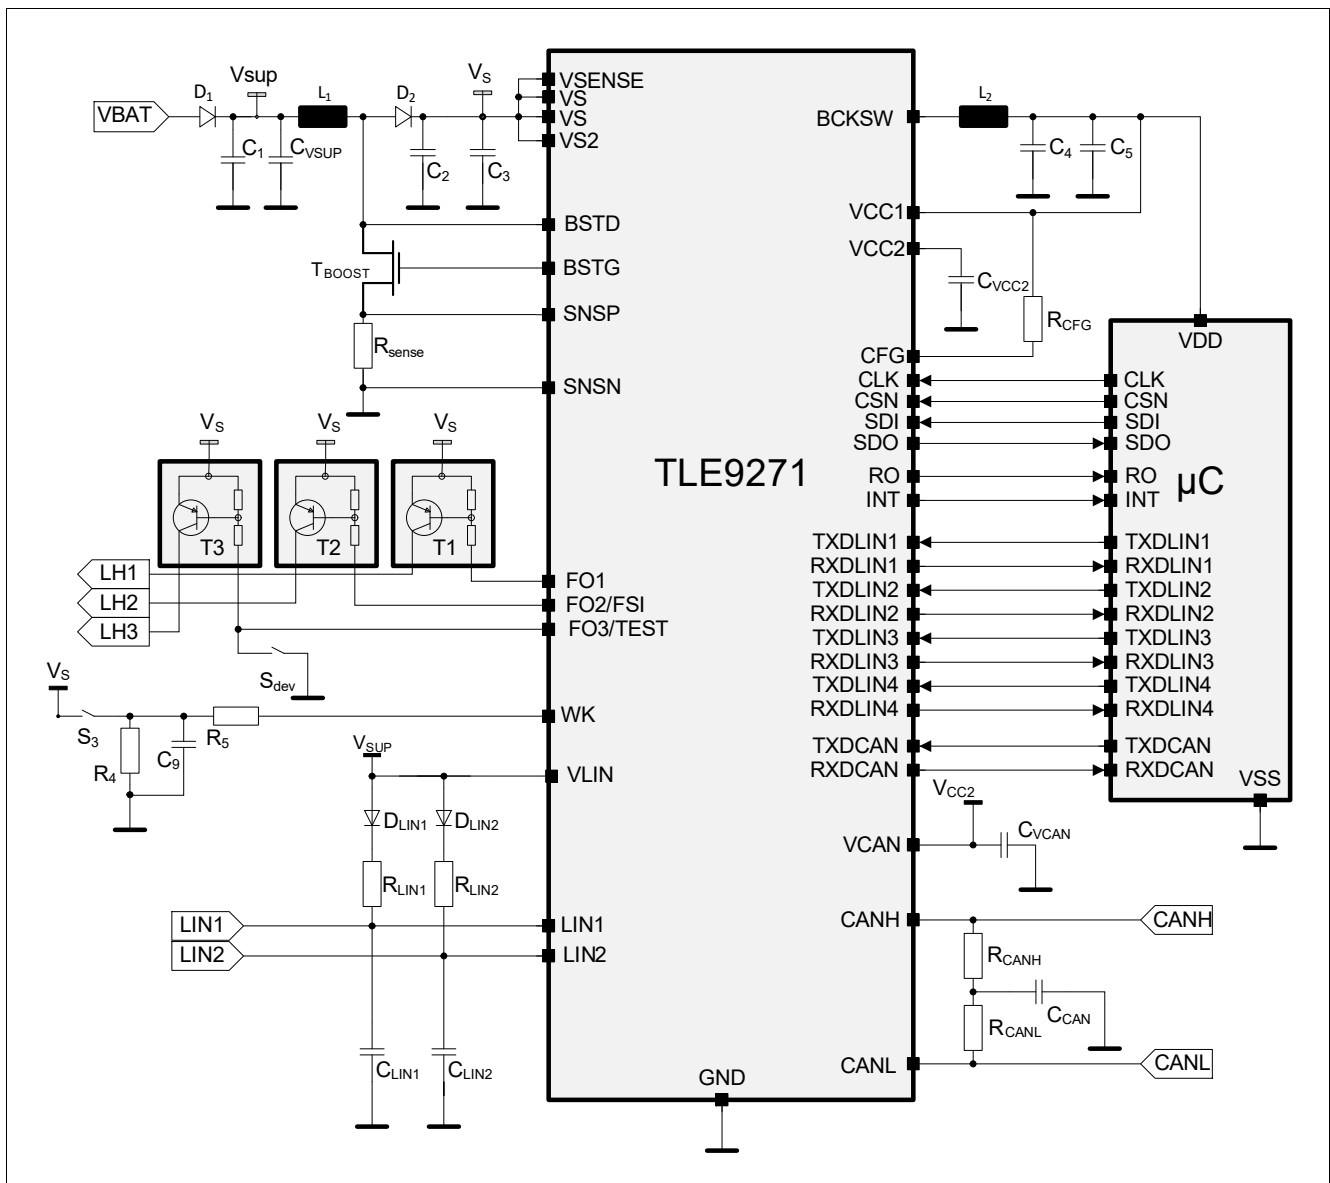 Vsup
VBAT
D1
L1
D2
VS
C1
CVSUP
C2
C3
VSENSE
VS
VS
VS2
BSTD
TBOOST
BSTG
SNSP
Rsense
SNSN
VS
VS
VS
T3
T2
T1
LH1
LH2
LH3
FO1
FO2/FSI
FO3/TEST
Sdev
VS
S3
R4
C9
R5
WK
VSUP
VLIN
DLIN1
DLIN2
RLIN1
RLIN2
LIN1
LIN2
LIN1
LIN2
CLIN1
CLIN2
TLE9271
GND
BCKSW
L2
C4
C5
VCC1
VCC2
CVCC2
RCFG
CFG
CLK
CSN
SDI
SDO
RO
INT
TXDLIN1
RXDLIN1
TXDLIN2
RXDLIN2
TXDLIN3
RXDLIN3
TXDLIN4
RXDLIN4
TXDCAN
RXDCAN
VDD
CLK
CSN
SDI
SDO
RO
INT
µC
TXDLIN1
RXDLIN1
TXDLIN2
RXDLIN2
TXDLIN3
RXDLIN3
TXDLIN4
RXDLIN4
TXDCAN
RXDCAN
VSS
VCC2
VCAN
CVCAN
CANH
CANH
RCANH
CCAN
RCANL
CANL
CANL